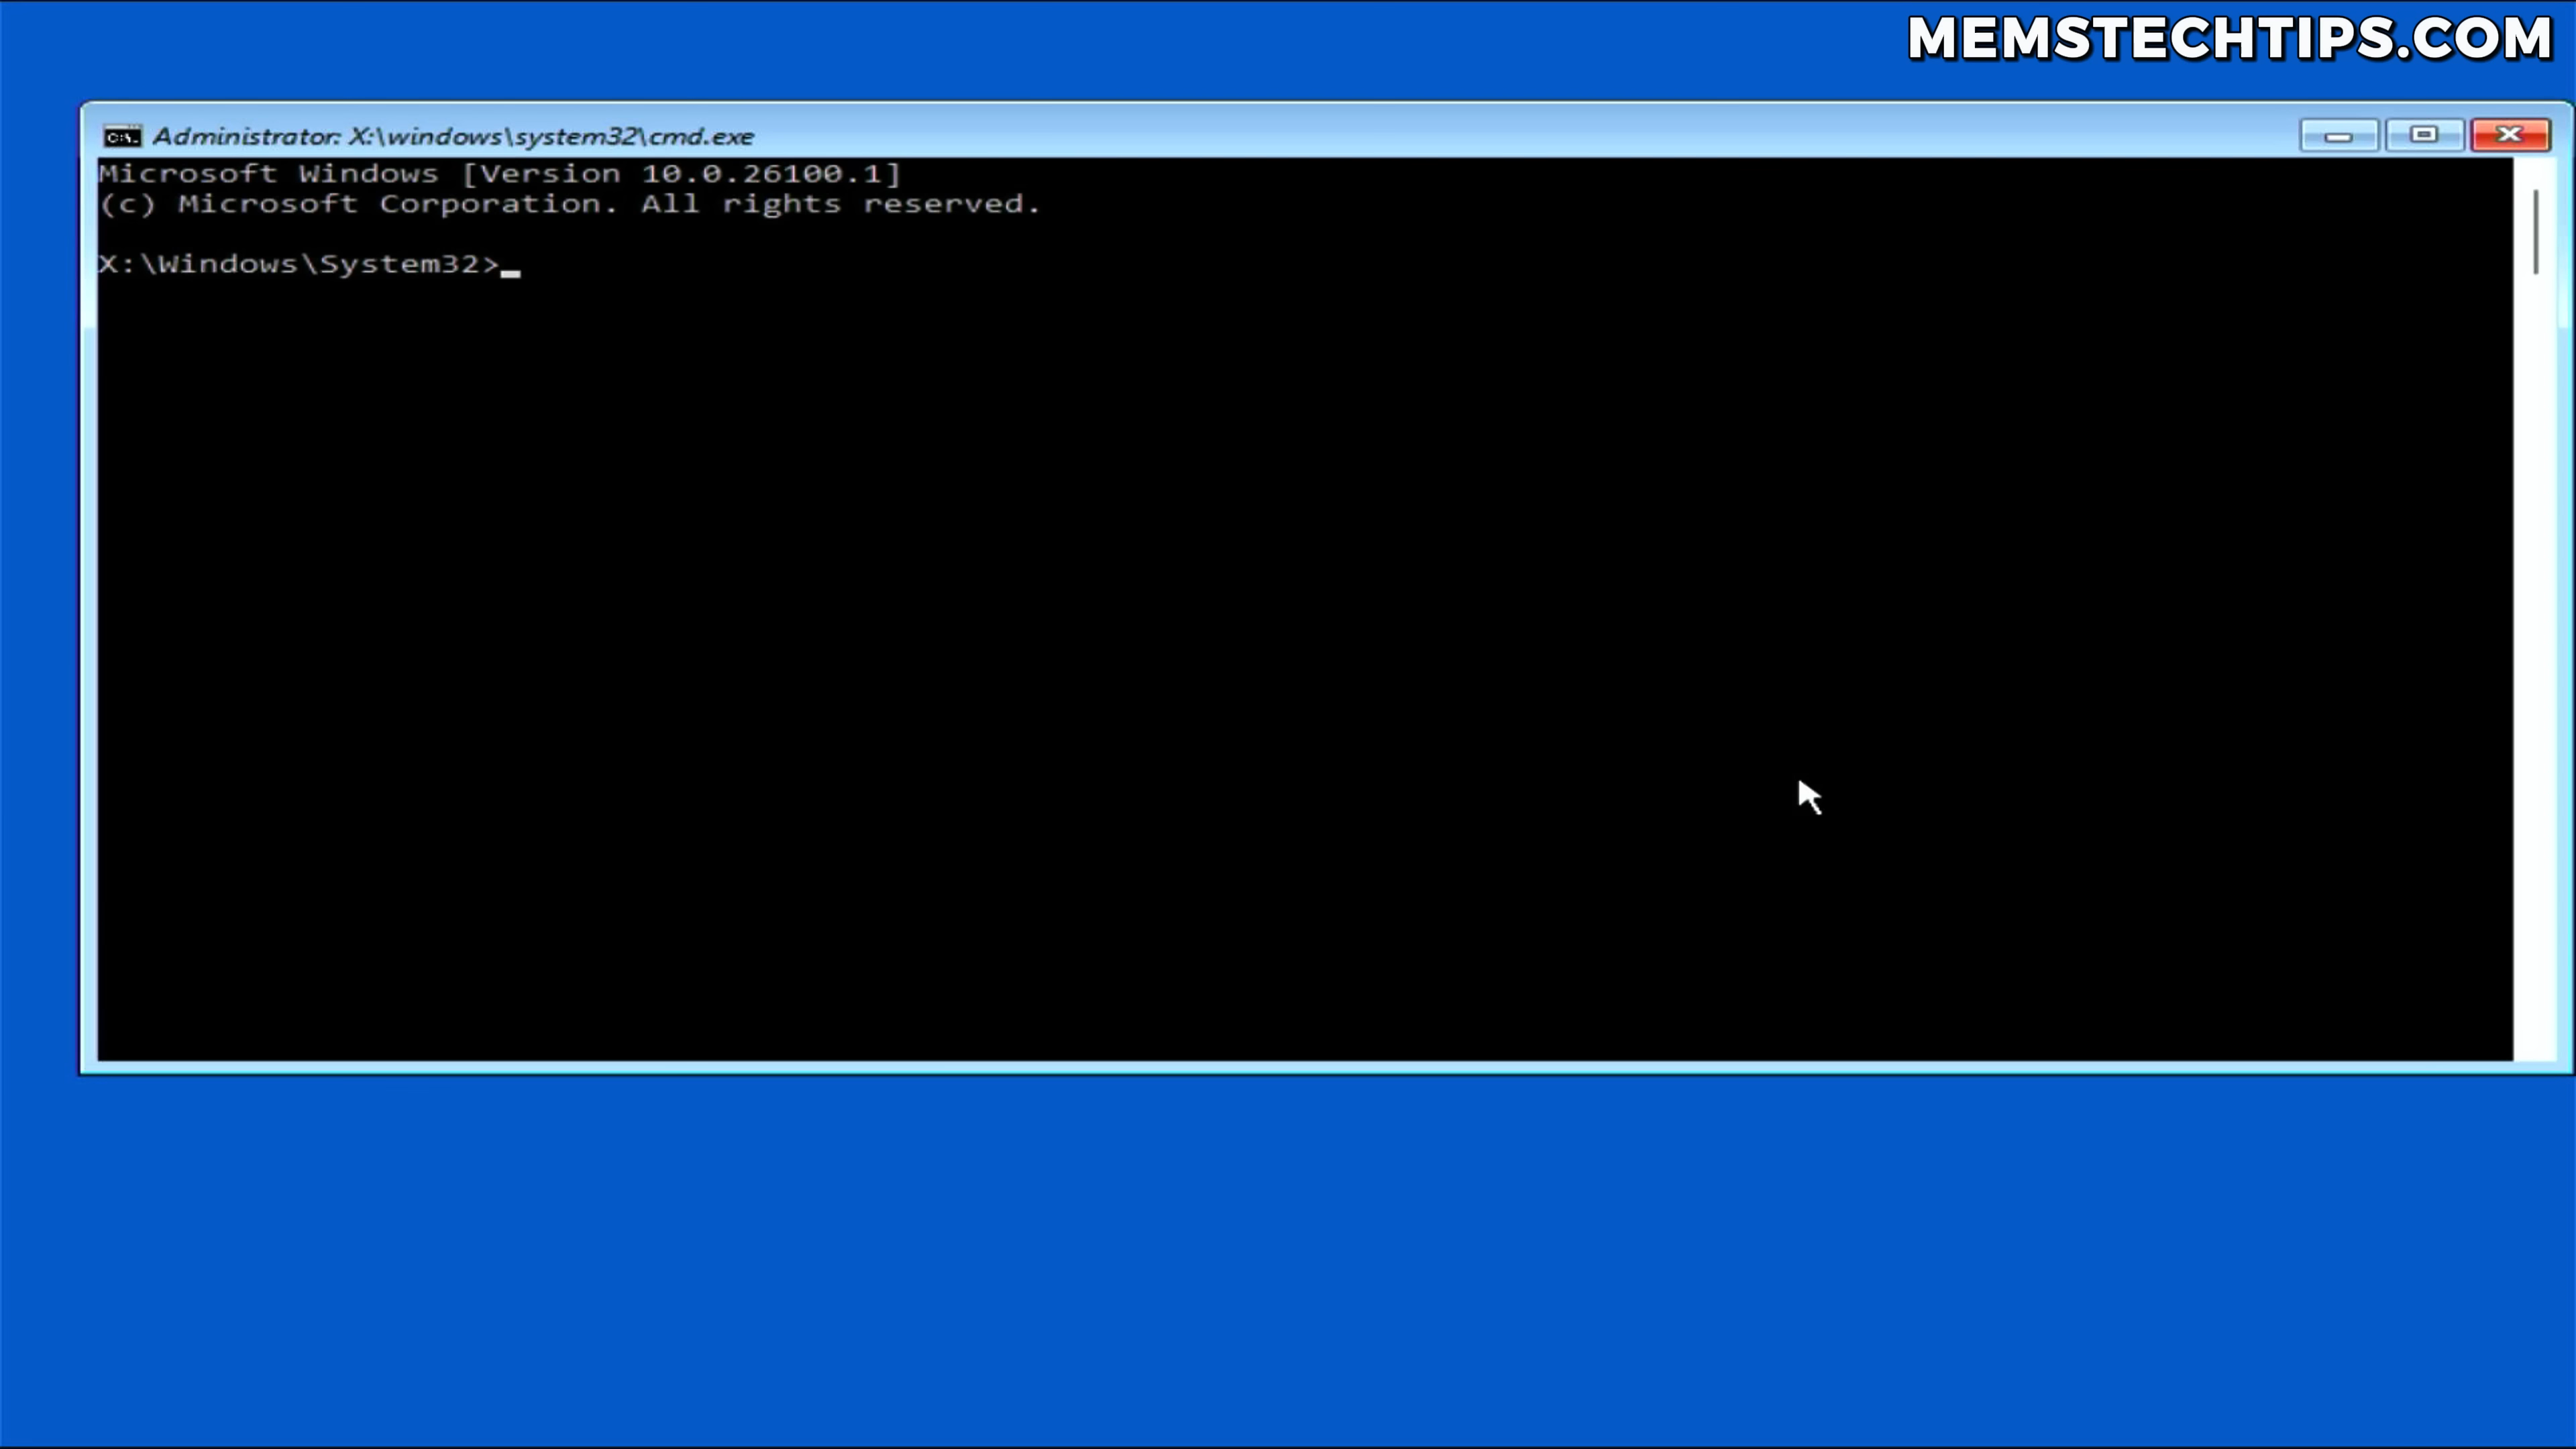 MEMSTECHTIPS.COM
Administrator: X:\windows\system32\cmd.exe
Microsoft Windows [Version 10.0.26100.1]
(c) Microsoft Corporation. All rights reserved.
X:\Windows\System32>